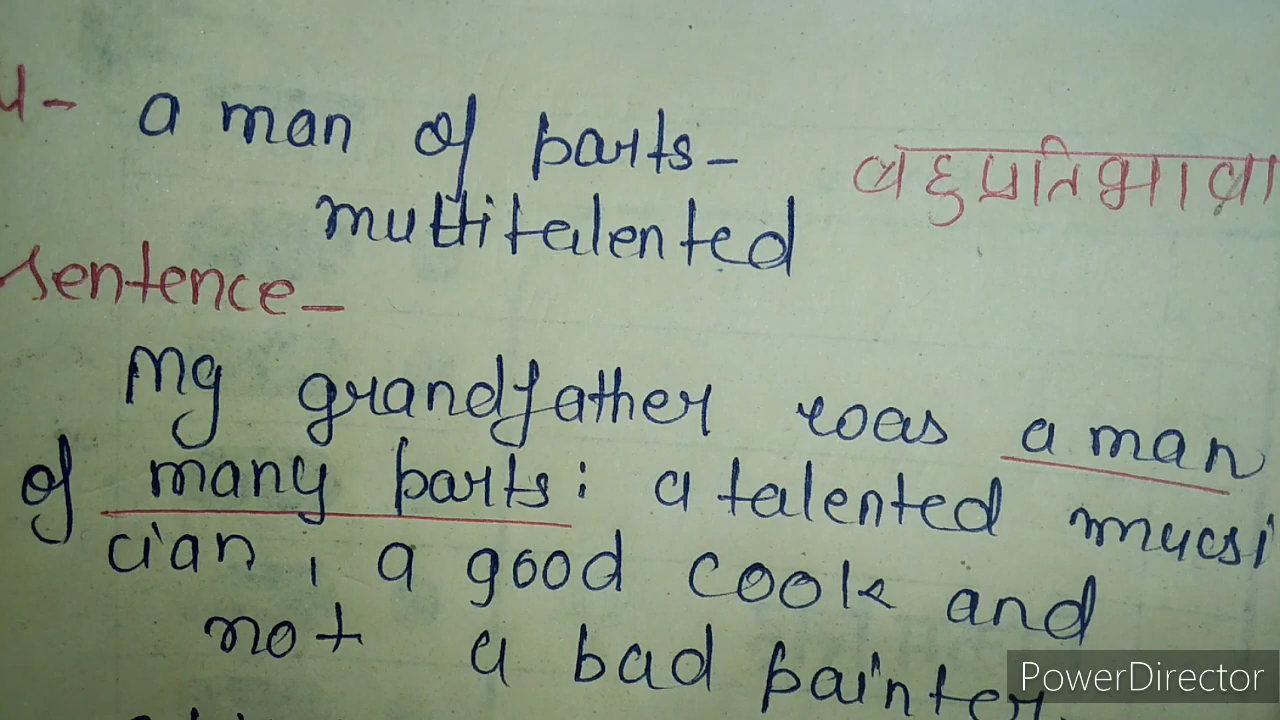 4- a man of parts-
बहुप्रतिभावा
multitalented
sentence-
My grandfather was a man
of many parts: a talented mucsi
cian, a good cook and
not a bad painter.
PowerDirector